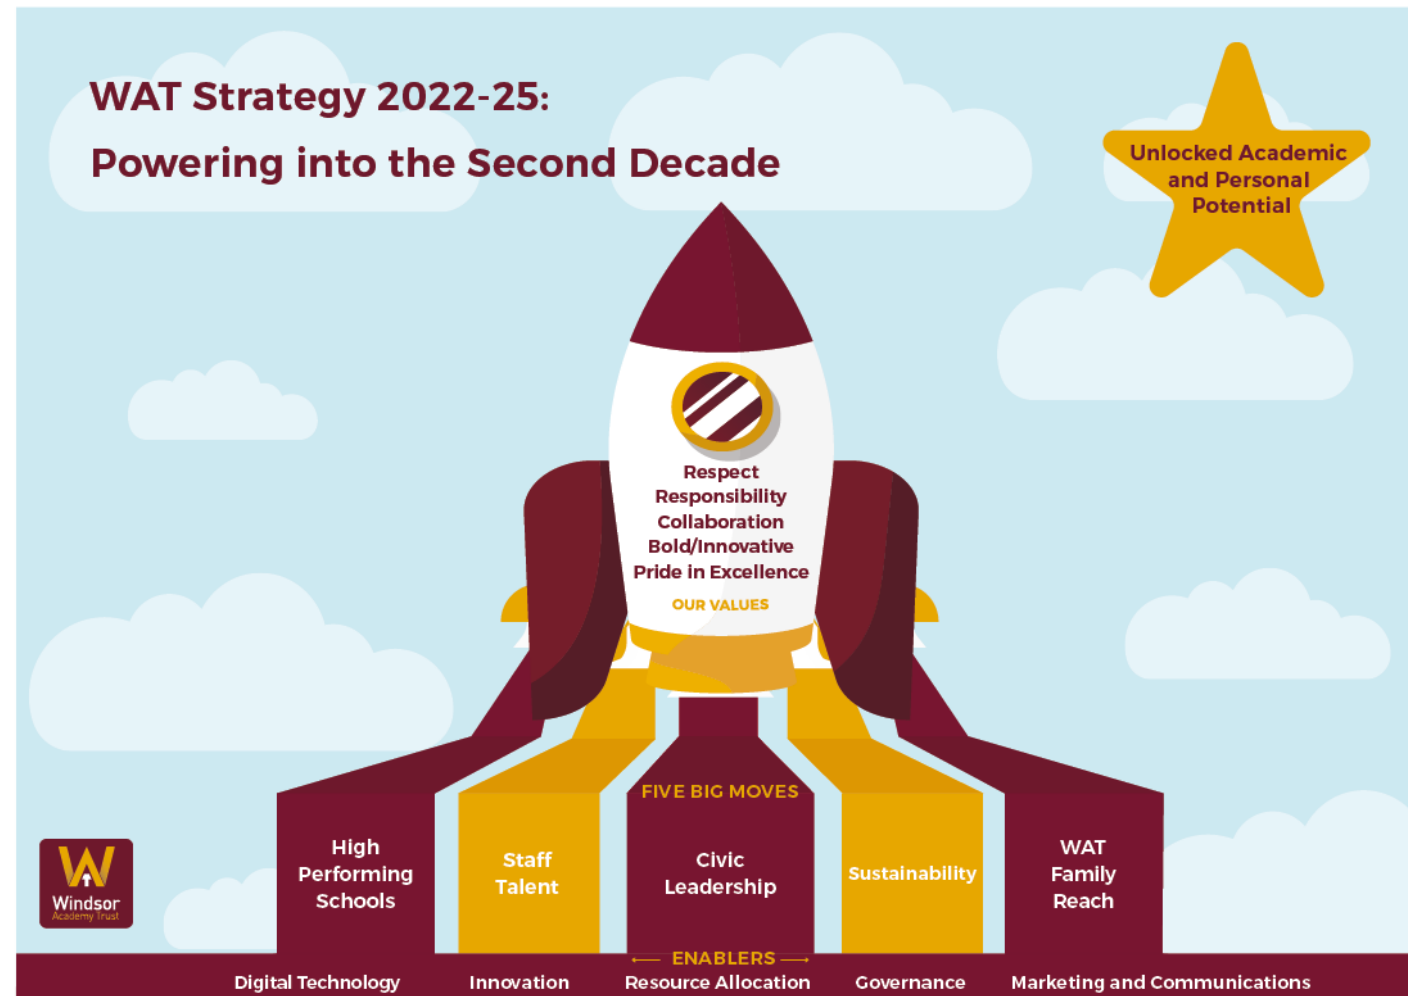 WAT Strategy 2022-25:
Powering into the Second Decade
Unlocked Academic
and Personal
Potential
Respect
Responsibility
Collaboration
Bold/Innovative
Pride in Excellence
OUR VALUES
FIVE BIG MOVES
High
Performing
Schools
Staff
Talent
Civic
Leadership
Sustainability
WAT
Family
Reach
Windsor
Academy Trust
ENABLERS
Digital Technology
Innovation
Resource Allocation
Governance
Marketing and Communications